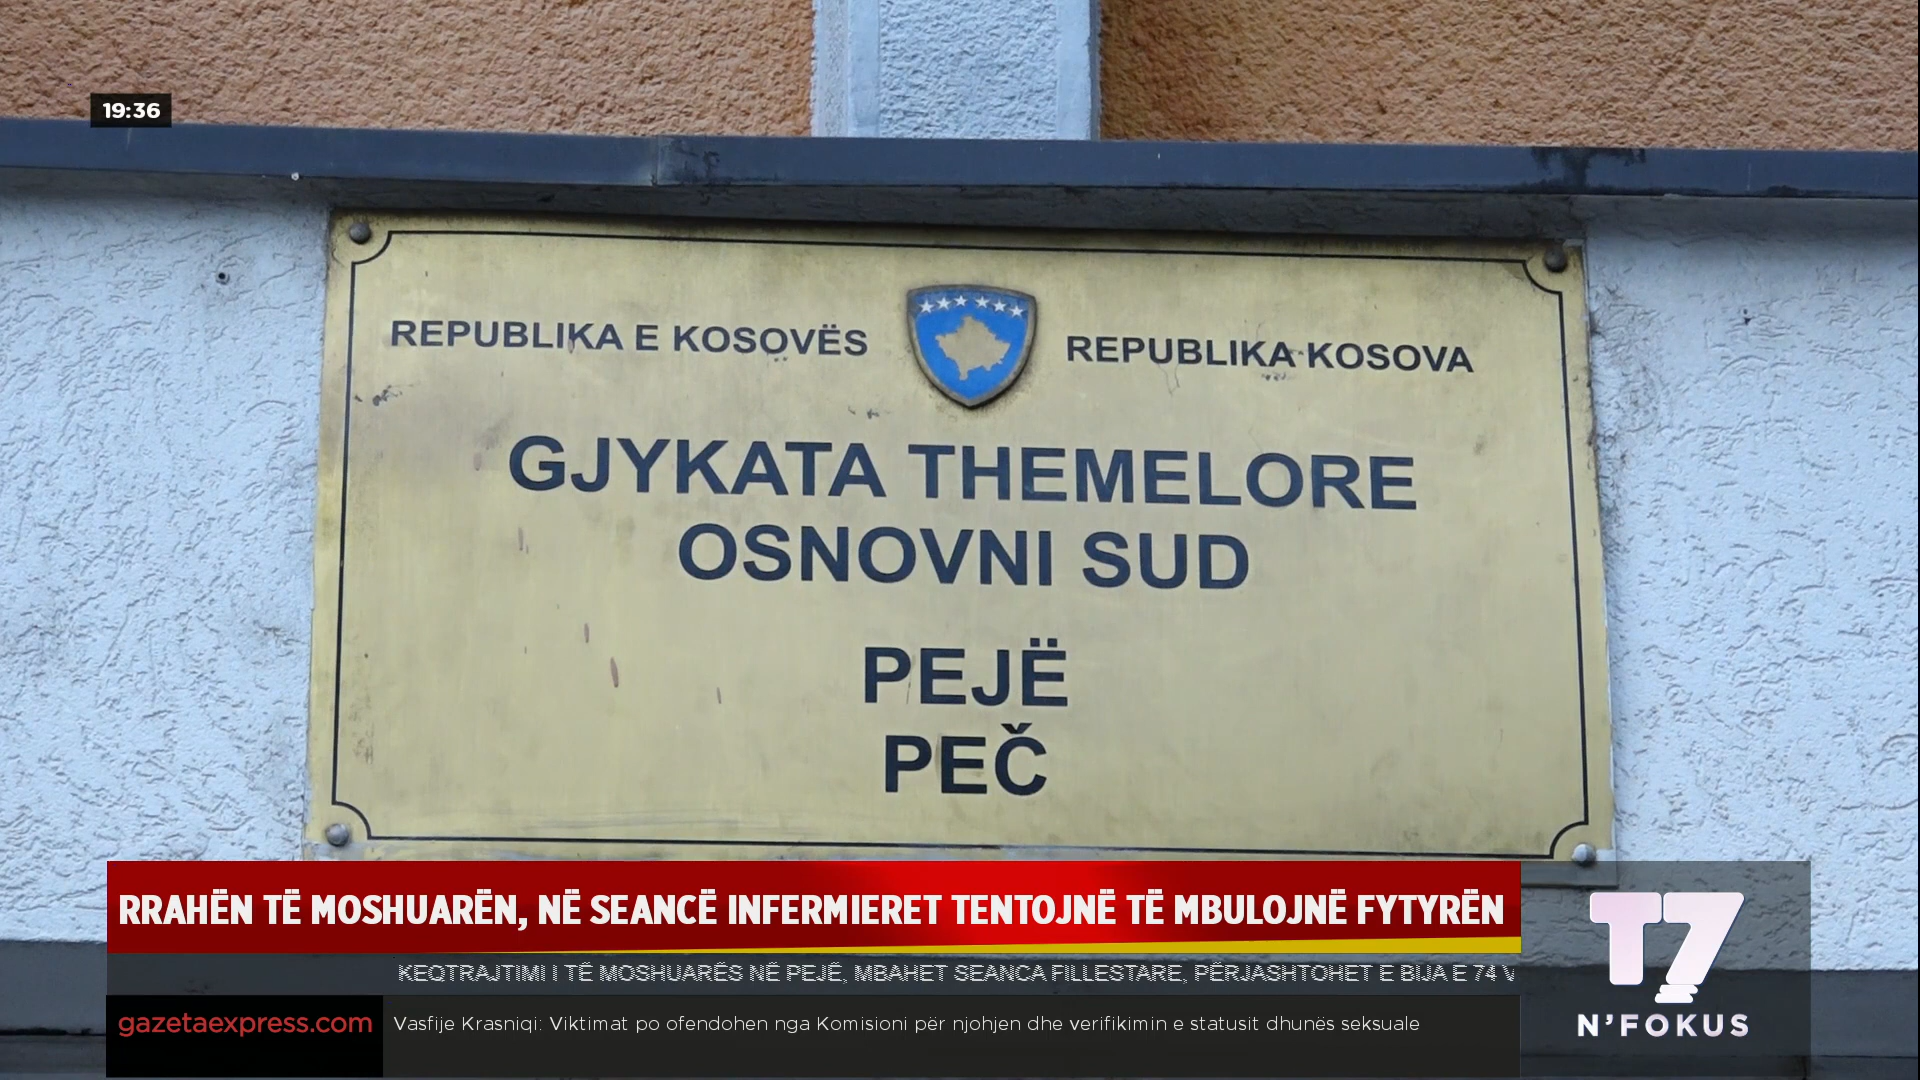 19:36
REPUBLIKA E KOSOVËS
REPUBLIKA KOSOVA
GJYKATA THEMELORE
OSNOVNI SUD
PEJË
PEČ
RRAHËN TË MOSHUARËN, NË SEANCË INFERMIERET TENTOJNË TË MBULOJNË FYTYRËN
KEQTRAJTIMI I TË MOSHUARËS NË PEJË, MBAHET SEANCA FILLESTARE, PËRJASHTOHET E BIJA E 74
gazetaexpress.com
Vasfije Krasniqi: Viktimat po ofendohen nga Komisioni për njohjen dhe verifikimin e statusit dhunës seksuale
T7
N'FOKUS